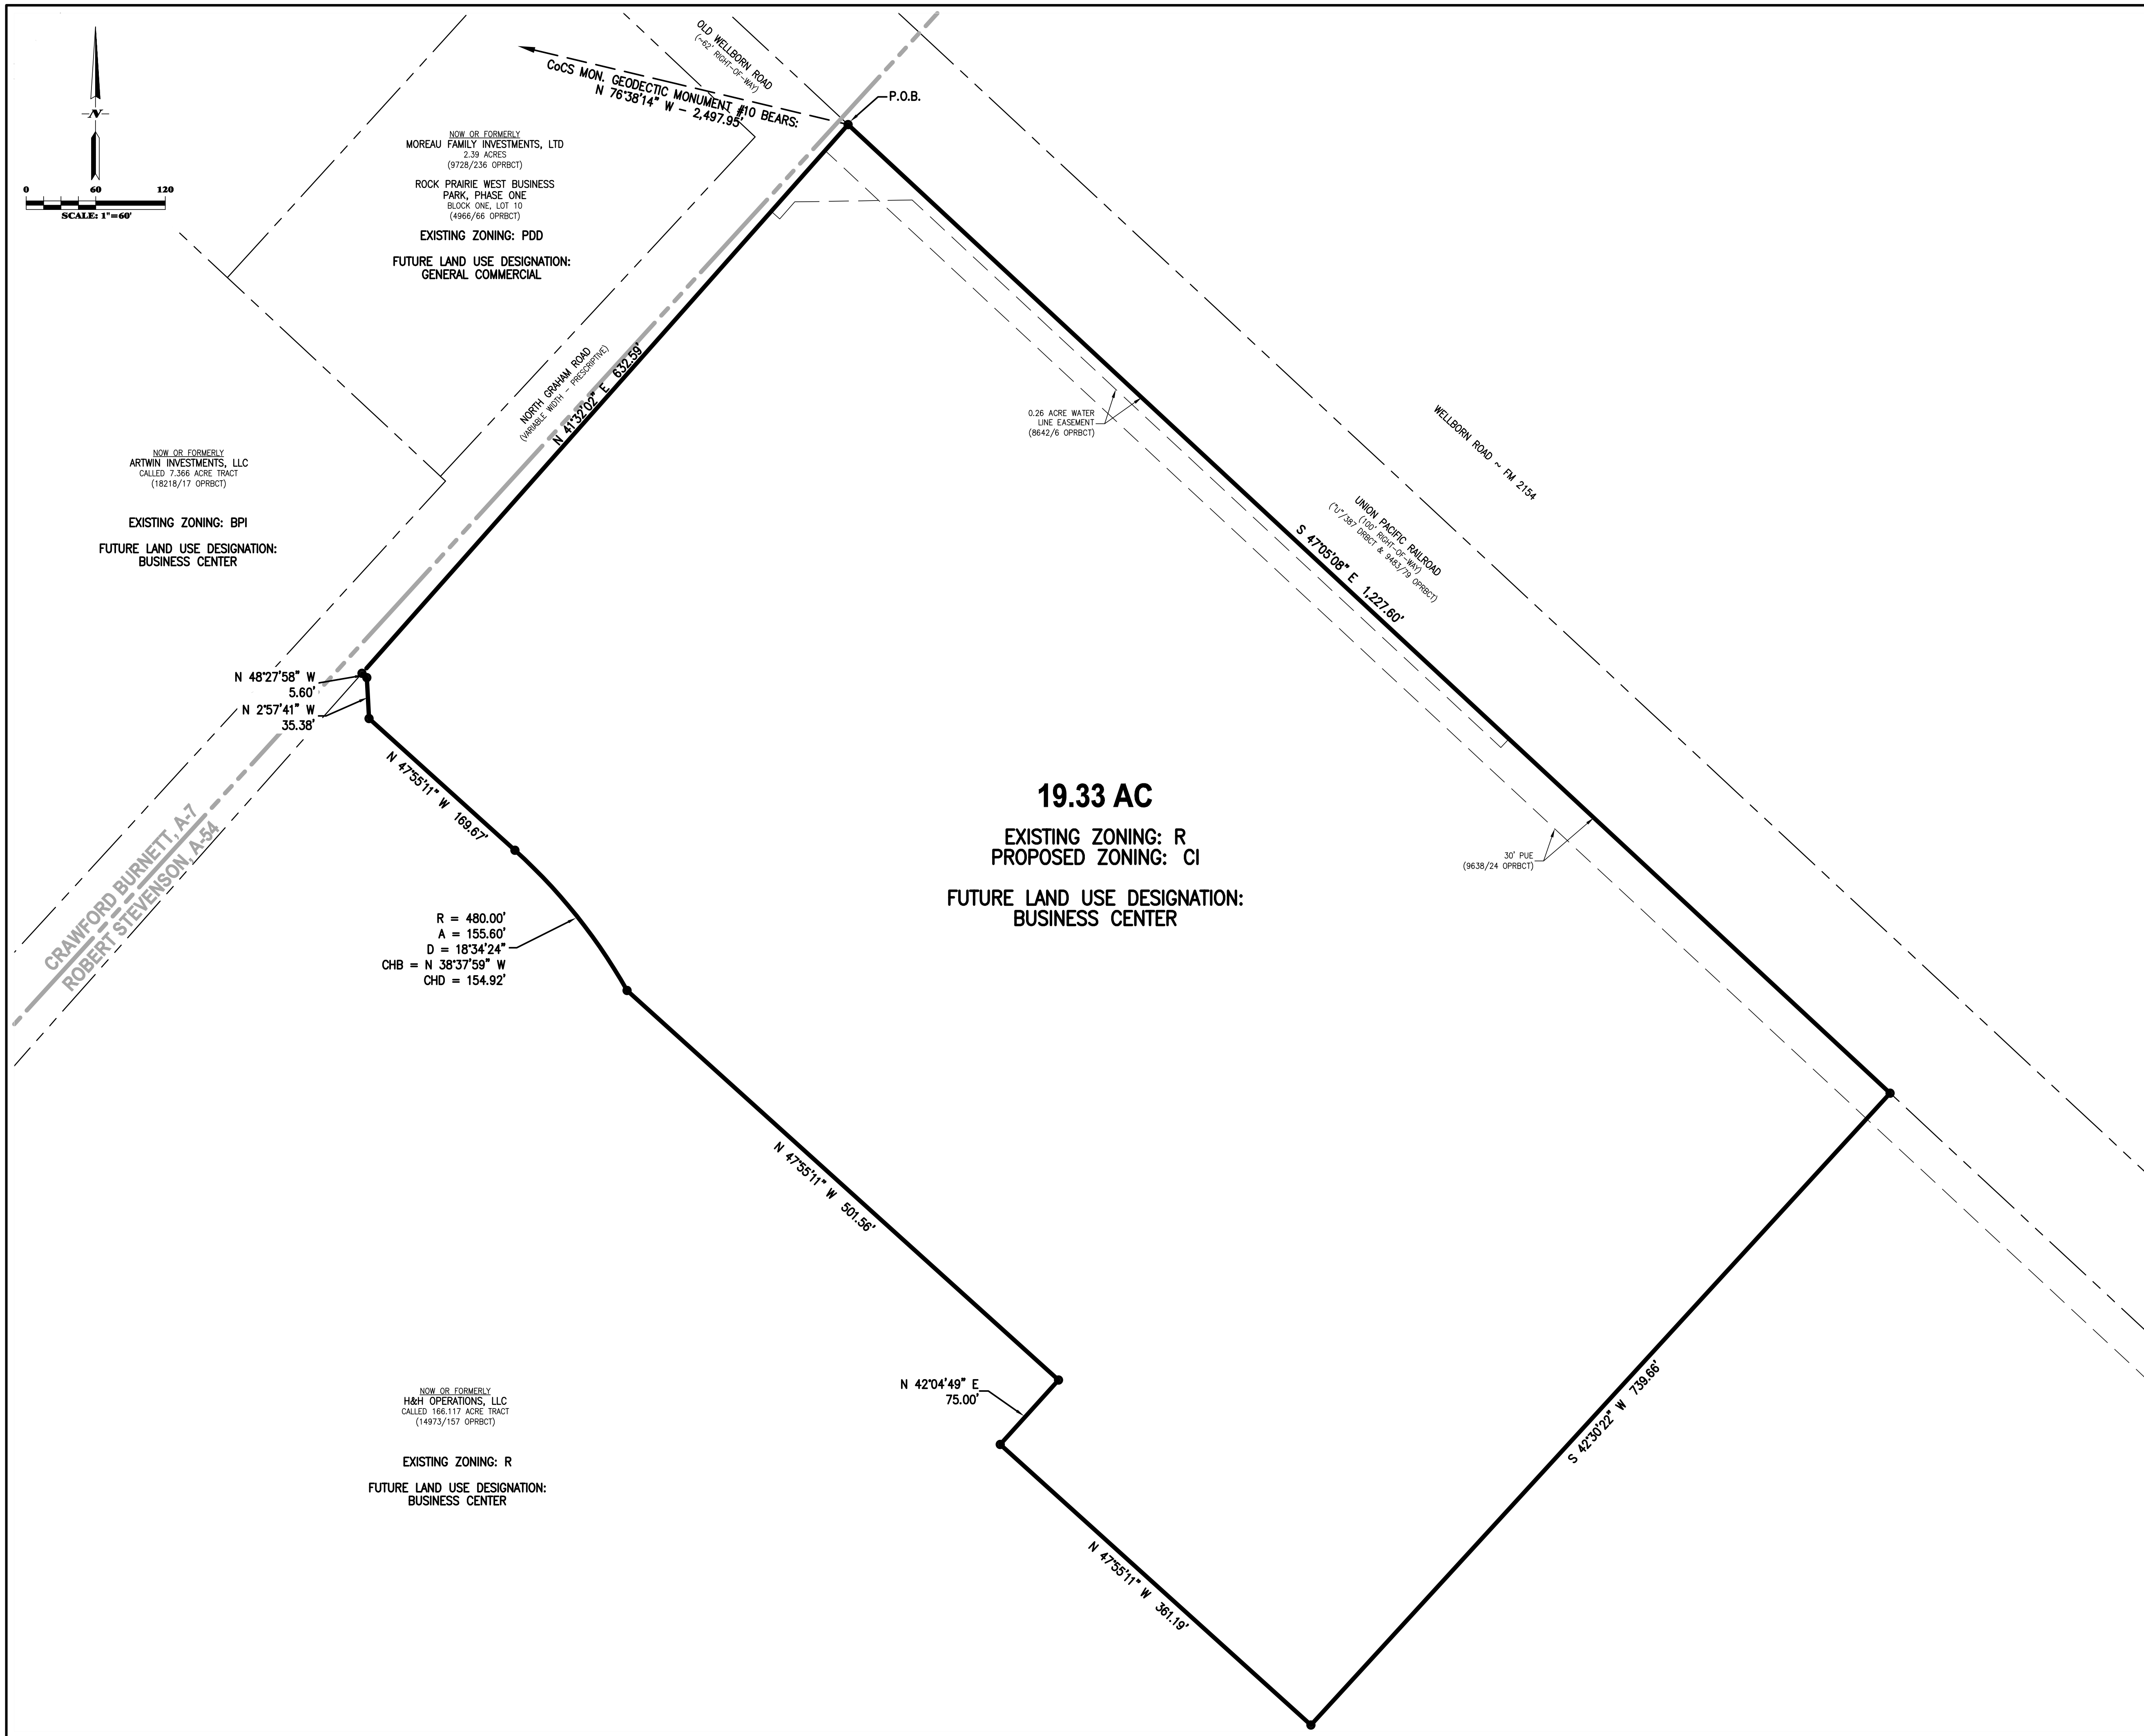 N
0 60 120
SCALE: 1"=60'
OLD WELLBORN ROAD
(~62' RIGHT-OF-WAY)
CoCS MON. GEODECTIC MONUMENT #10 BEARS:
N 76°38'14" W - 2,497.95'
P.O.B.
NOW OR FORMERLY
MOREAU FAMILY INVESTMENTS, LTD
2.39 ACRES
(9728/236 OPRBCT)
ROCK PRAIRIE WEST BUSINESS
PARK, PHASE ONE
BLOCK ONE, LOT 10
(4966/66 OPRBCT)
EXISTING ZONING: PDD
FUTURE LAND USE DESIGNATION:
GENERAL COMMERCIAL
NORTH GRAHAM ROAD
(VARIABLE WIDTH - PRESCRIPTIVE)
N 41°32'02" E 632.59'
0.26 ACRE WATER
LINE EASEMENT
(8642/6 OPRBCT)
WELLBORN ROAD ~ FM 2154
UNION PACIFIC RAILROAD
(100' RIGHT-OF-WAY)
("U"/387 DRBCT & 9483/79 OPRBCT)
S 47°05'08" E 1,227.60'
NOW OR FORMERLY
ARTWIN INVESTMENTS, LLC
CALLED 7.366 ACRE TRACT
(18218/17 OPRBCT)
EXISTING ZONING: BPI
FUTURE LAND USE DESIGNATION:
BUSINESS CENTER
N 48°27'58" W
5.60'
N 2°57'41" W
35.38'
N 47°55'11" W 169.67'
CRAWFORD BURNETT, A-7
ROBERT STEVENSON, A-54
19.33 AC
EXISTING ZONING: R
PROPOSED ZONING: CI
FUTURE LAND USE DESIGNATION:
BUSINESS CENTER
30' PUE
(9638/24 OPRBCT)
R = 480.00'
A = 155.60'
D = 18°34'24"
CHB = N 38°37'59" W
CHD = 154.92'
N 47°55'11" W 501.56'
N 42°04'49" E
75.00'
S 42°30'22" W 739.66'
NOW OR FORMERLY
H&H OPERATIONS, LLC
CALLED 166.117 ACRE TRACT
(14973/157 OPRBCT)
EXISTING ZONING: R
FUTURE LAND USE DESIGNATION:
BUSINESS CENTER
N 47°55'11" W 361.19'